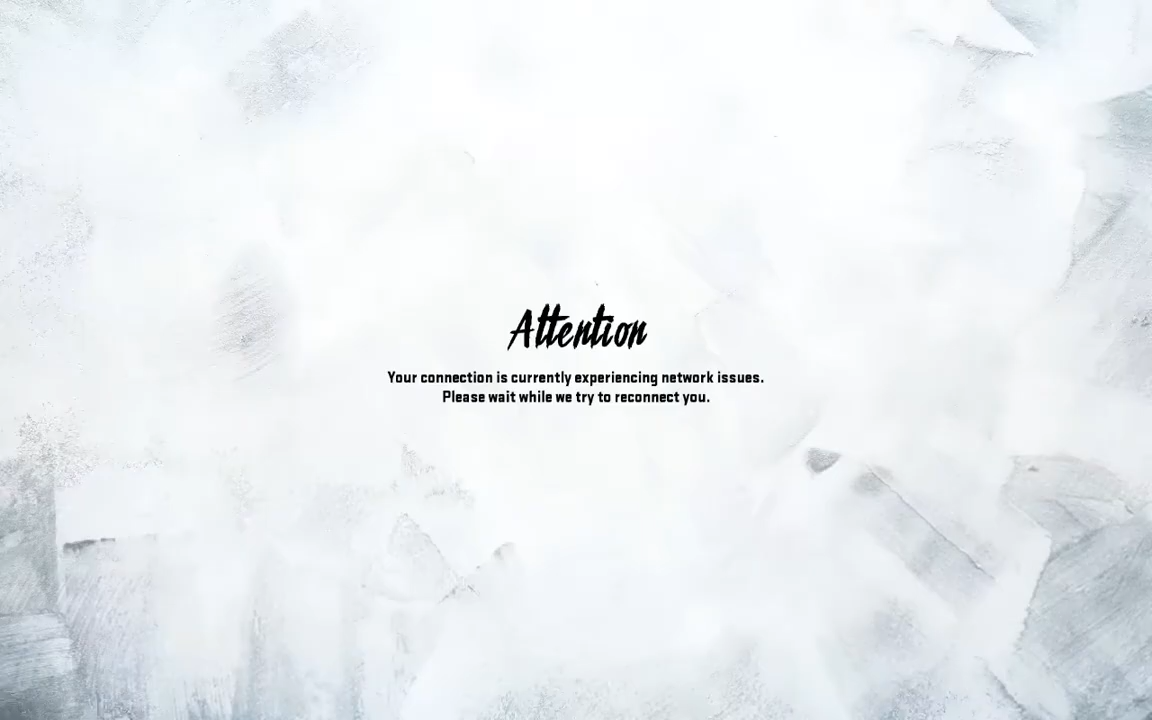 Attention
Your connection is currently experiencing network issues.
Please wait while we try to reconnect you.